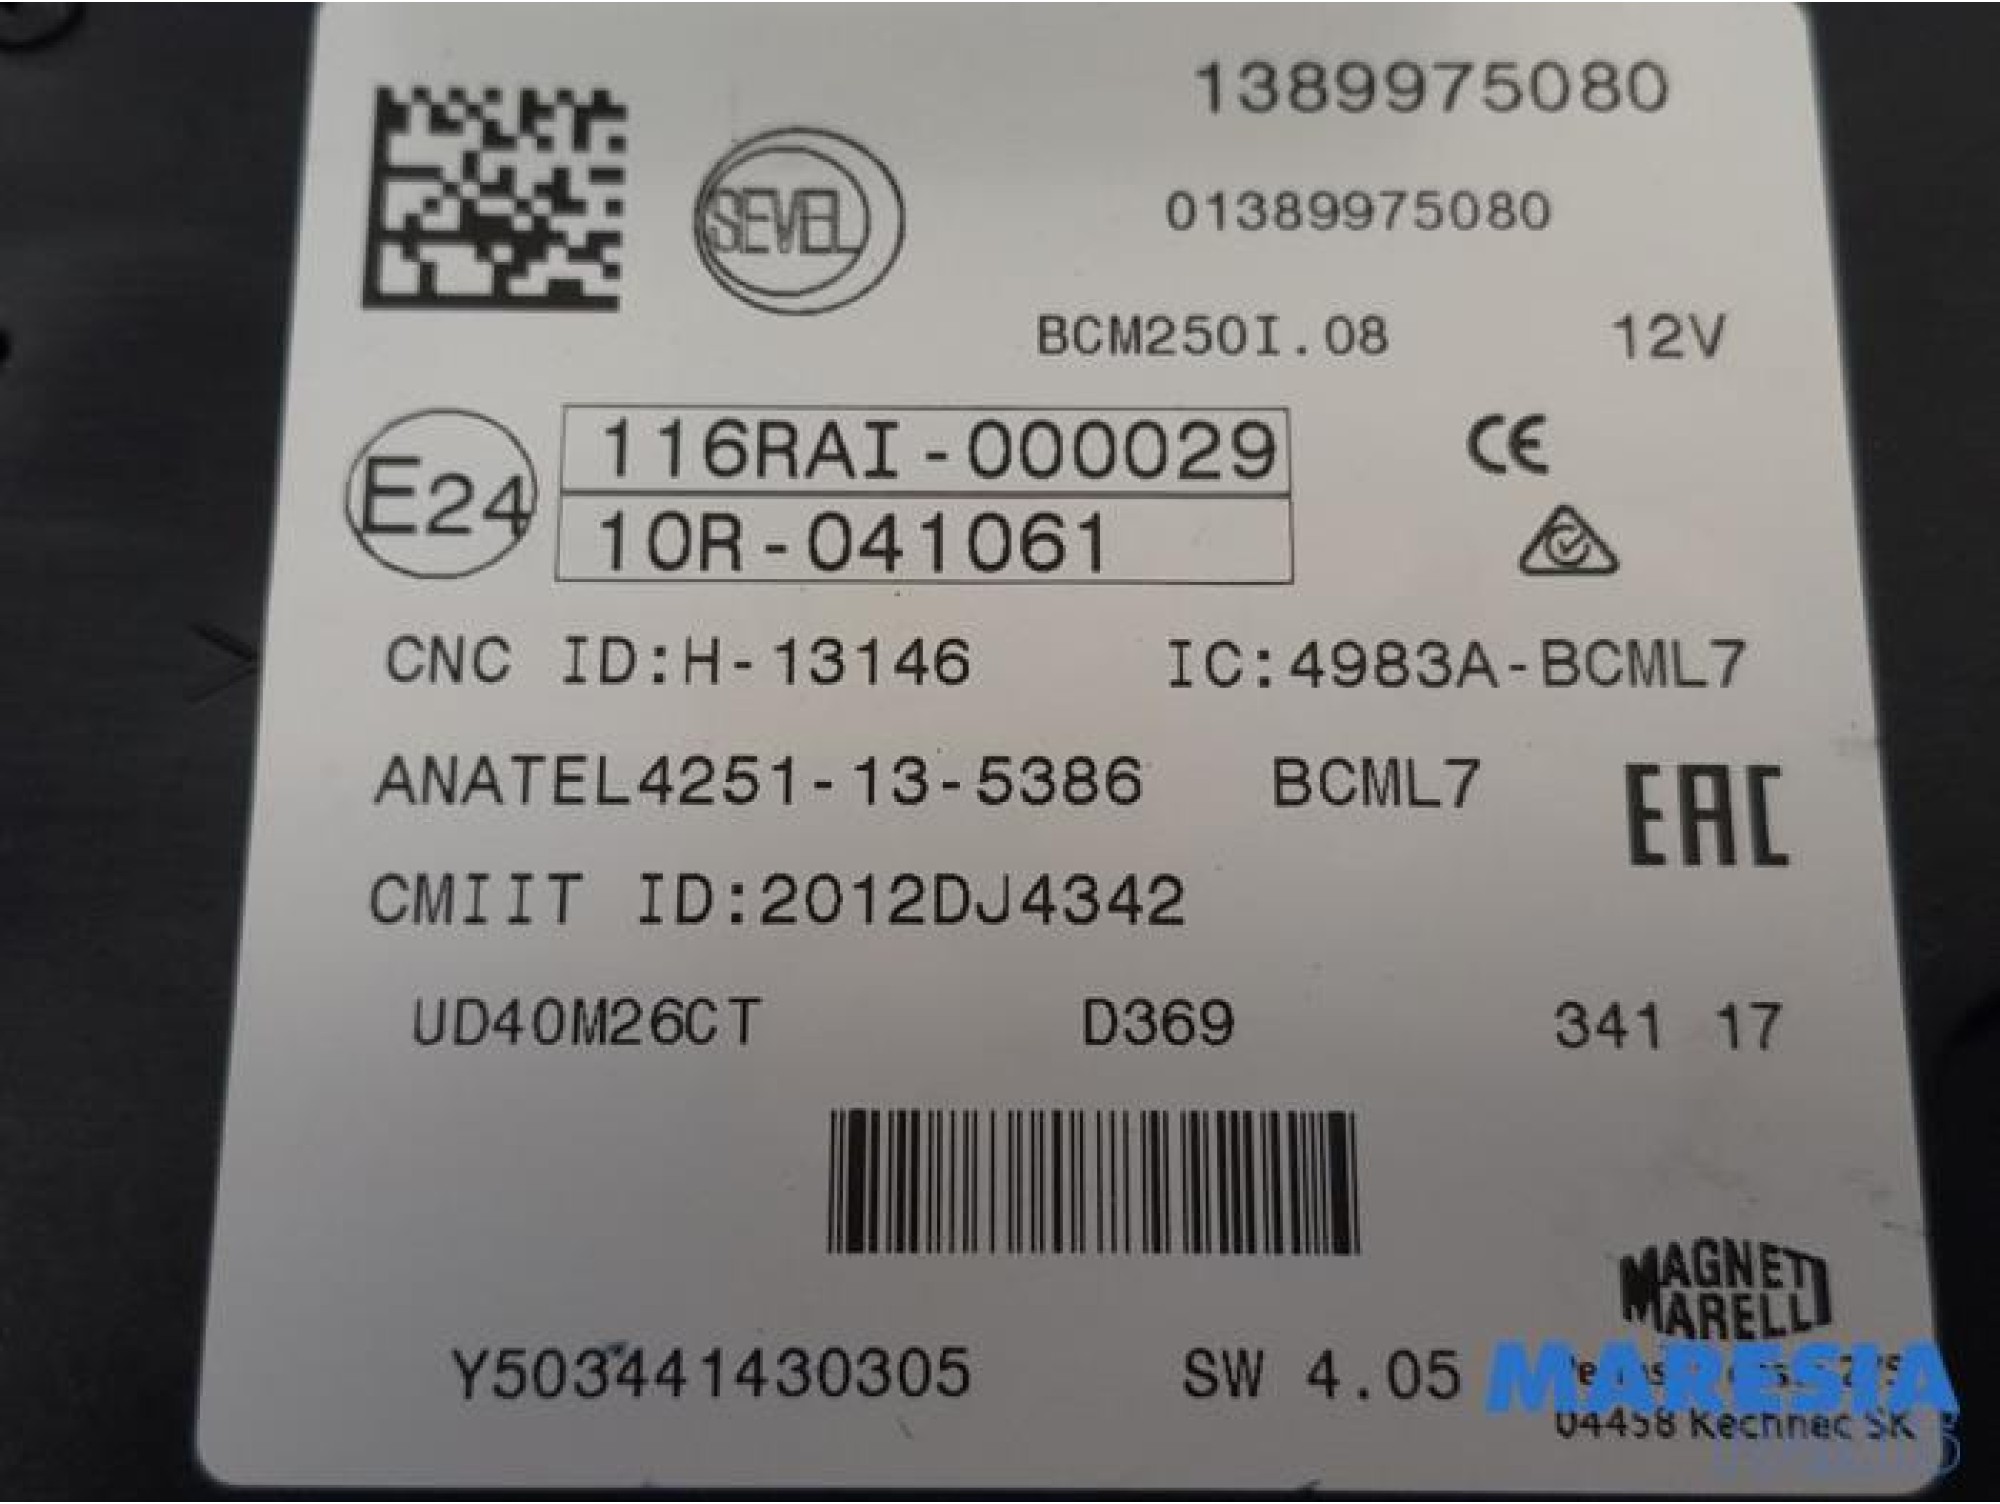 1389975080
SEVEL
01389975080
BCM250I.08 12V
E24
116RAI-000029
CE
10R-041061
CNC ID:H-13146 IC:4983A-BCML7
ANATEL4251-13-5386 BCML7
EAC
CMIIT ID:2012DJ4342
UD40M26CT D369 341 17
MAGNETI
MARELLI
Y503441430305 SW 4.05
MARESIA
04458 Kechnec SK